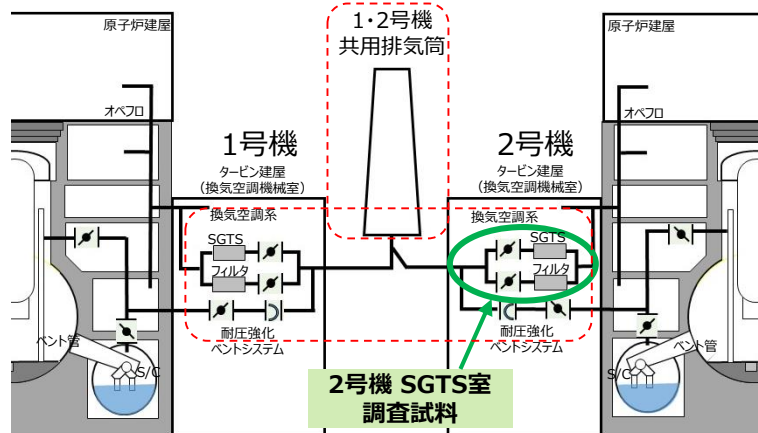 原子炉建屋
1・2号機
共用排気筒
原子炉建屋
オペフロ
オペフロ
1号機
タービン建屋
（換気空調機械室）
2号機
タービン建屋
（換気空調機械室）
換気空調系
換気空調系
SGTS
フィルタ
SGTS
フィルタ
耐圧強化
ベントシステム
耐圧強化
ベントシステム
ベント管
S/C
ベント管
S/C
2号機 SGTS室
調査試料